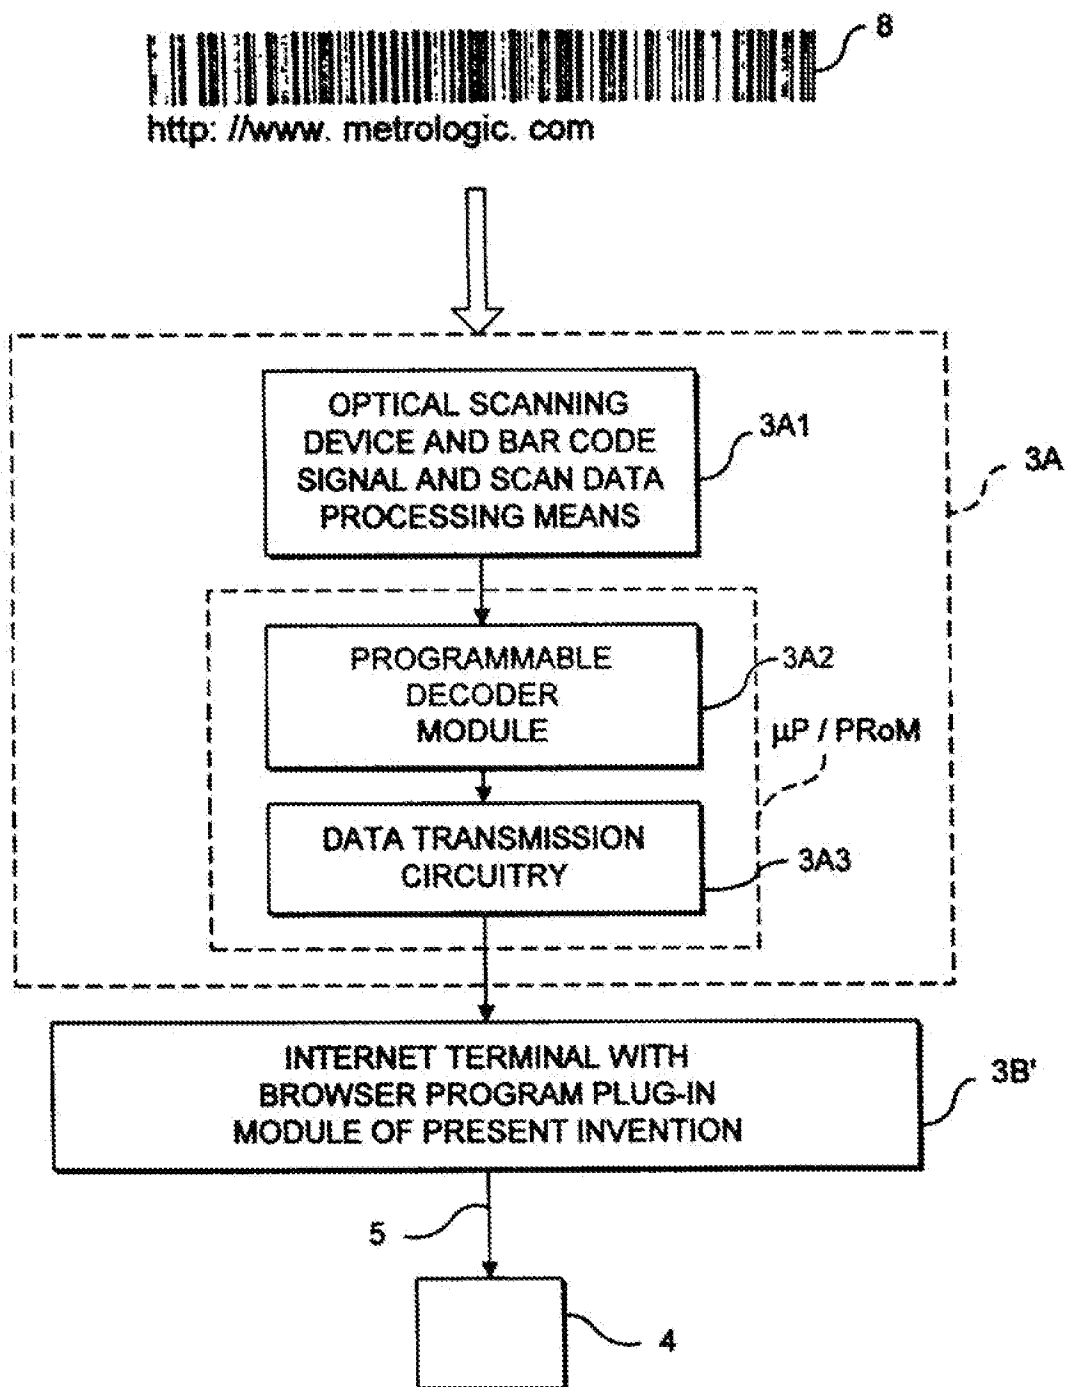 8
http: //www. metrologic. com
OPTICAL SCANNING
DEVICE AND BAR CODE
SIGNAL AND SCAN DATA
PROCESSING MEANS
3A1
3A
PROGRAMMABLE
DECODER
MODULE
3A2
µP / PRoM
DATA TRANSMISSION
CIRCUITRY
3A3
INTERNET TERMINAL WITH
BROWSER PROGRAM PLUG-IN
MODULE OF PRESENT INVENTION
3B'
5
4